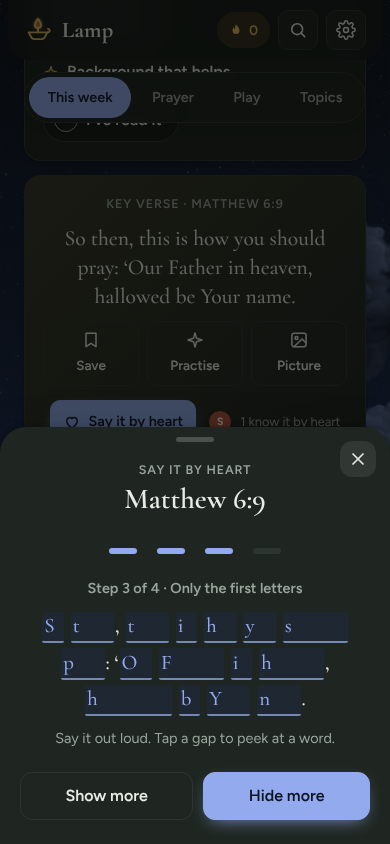 Lamp
0
Background that helps
This week
Prayer
Play
Topics
I've read it
KEY VERSE · MATTHEW 6:9
So then, this is how you should
pray: ‘Our Father in heaven,
hallowed be Your name.
Save
Practise
Picture
Say it by heart
S
1 know it by heart
SAY IT BY HEART
Matthew 6:9
Step 3 of 4 · Only the first letters
S t , t i h y s
p : ‘O F i h ,
h b Y n .
Say it out loud. Tap a gap to peek at a word.
Show more
Hide more